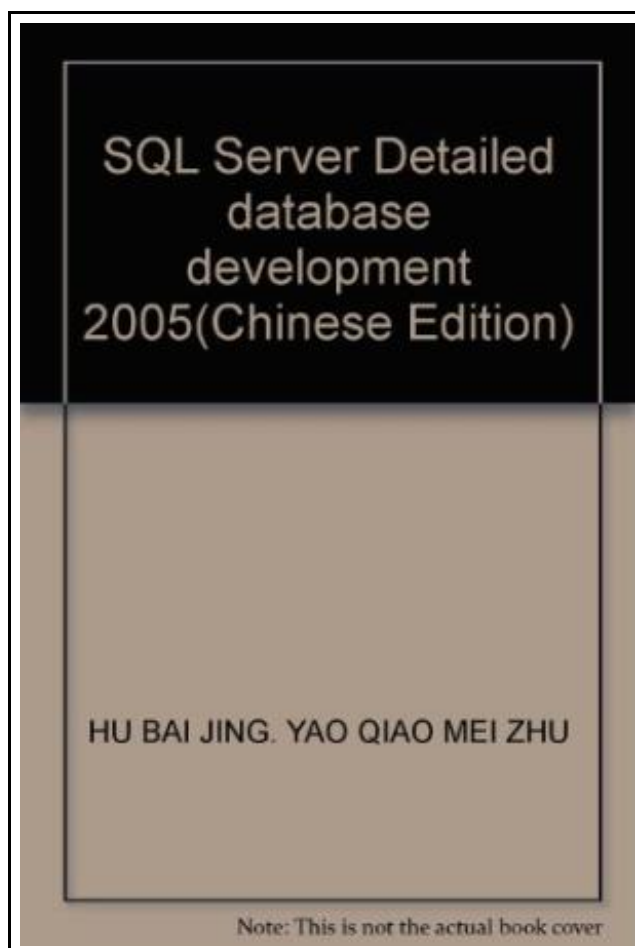 SQL Server Detailed
database
development
2005(Chinese Edition)
HU BAI JING. YAO QIAO MEI ZHU
Note: This is not the actual book cover